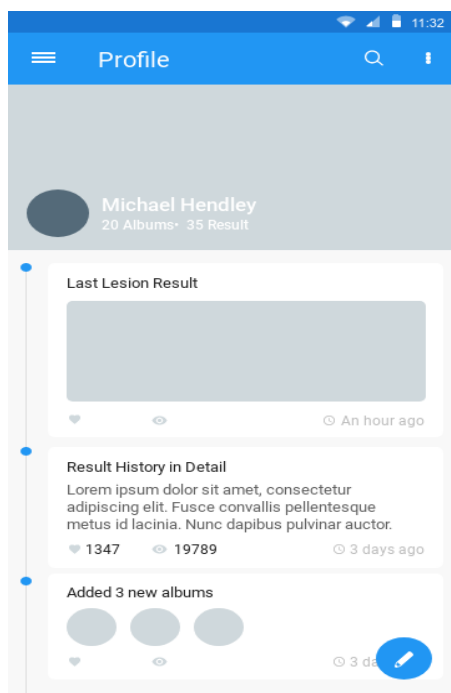 11:32
Profile
Michael Hendley
20 Albums• 35 Result
Last Lesion Result
An hour ago
Result History in Detail
Lorem ipsum dolor sit amet, consectetur
adipiscing elit. Fusce convallis pellentesque
metus id lacinia. Nunc dapibus pulvinar auctor.
1347 19789 3 days ago
Added 3 new albums
3